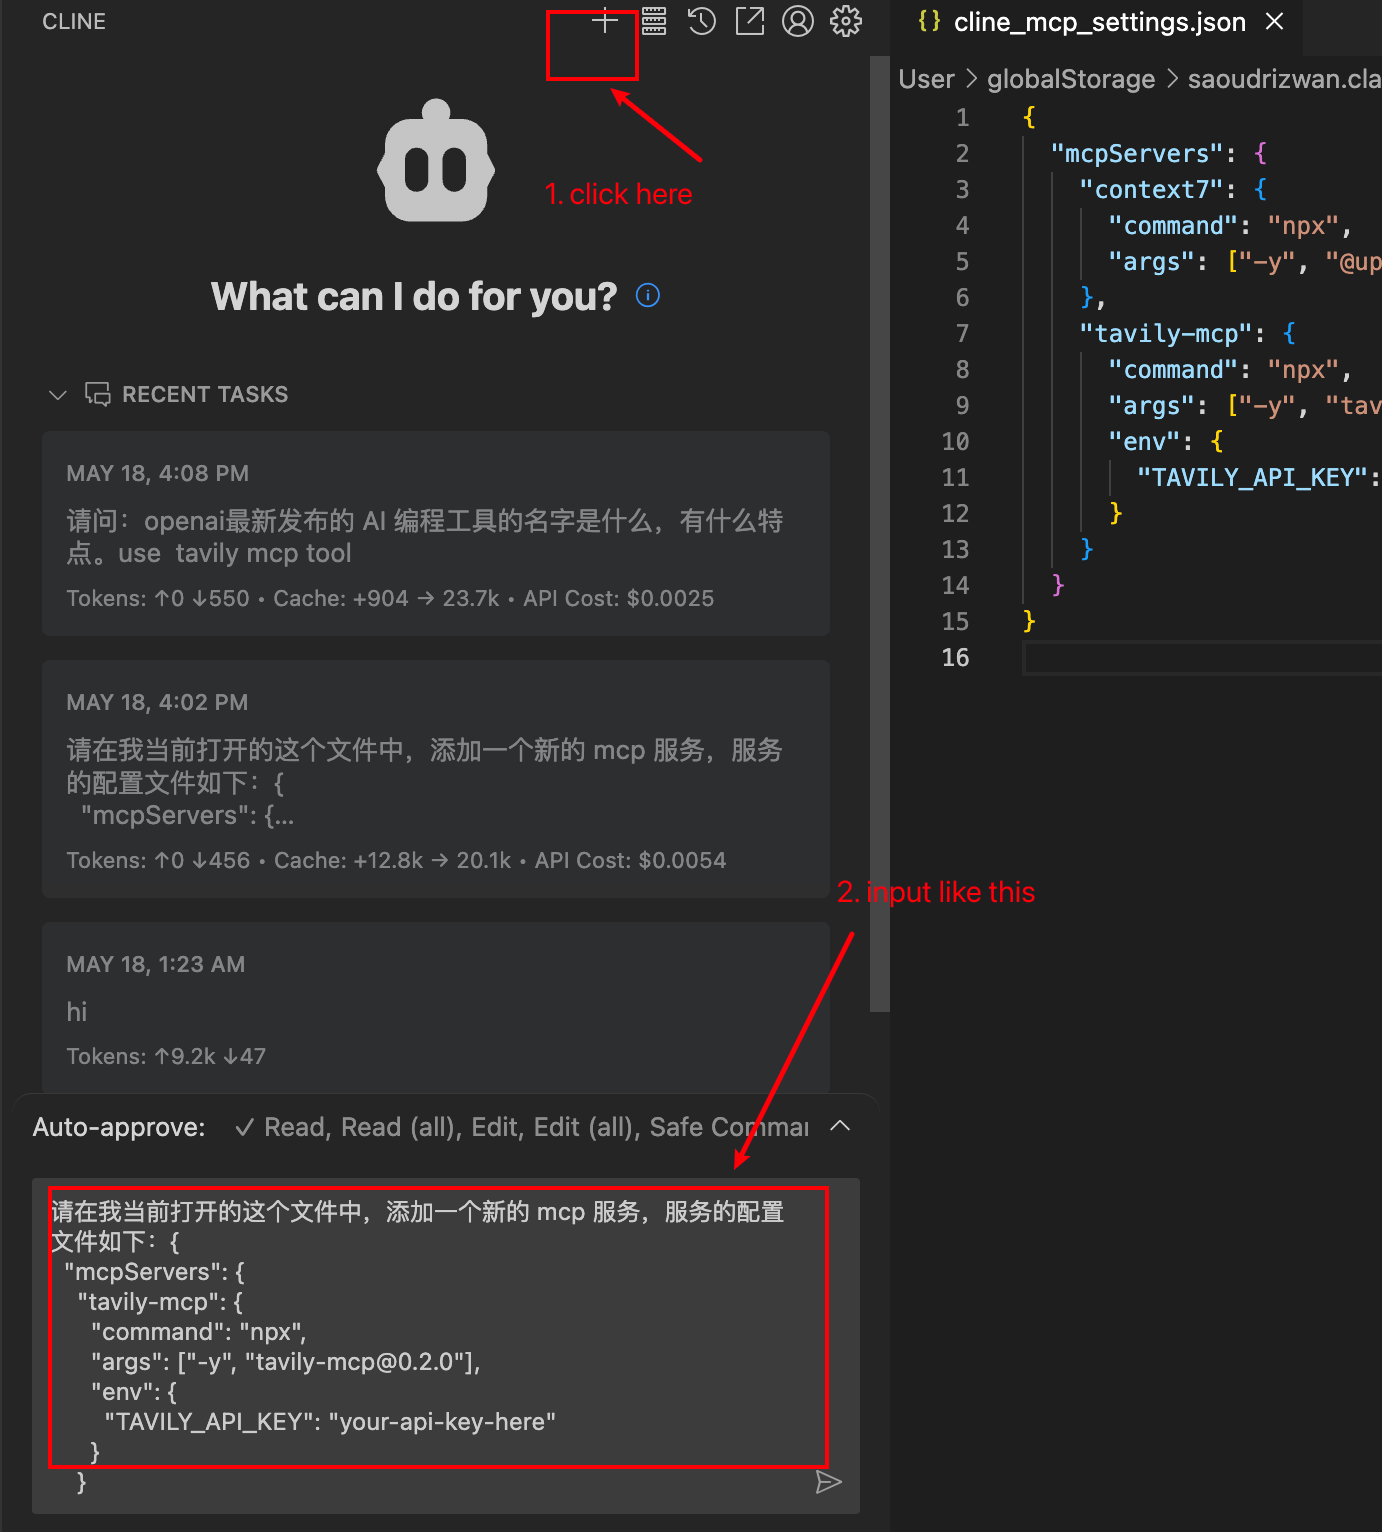 CLINE
1. click here
What can I do for you?
RECENT TASKS
MAY 18, 4:08 PM
请问：openai最新发布的 AI 编程工具的名字是什么，有什么特
点。use  tavily mcp tool
Tokens: ↑0 ↓550 • Cache: +904 → 23.7k • API Cost: $0.0025
MAY 18, 4:02 PM
请在我当前打开的这个文件中，添加一个新的 mcp 服务，服务
的配置文件如下：{
"mcpServers": {...
Tokens: ↑0 ↓456 • Cache: +12.8k → 20.1k • API Cost: $0.0054
2. input like this
MAY 18, 1:23 AM
hi
Tokens: ↑9.2k ↓47
Auto-approve: ✓ Read, Read (all), Edit, Edit (all), Safe Commar
请在我当前打开的这个文件中，添加一个新的 mcp 服务，服务的配置
文件如下：{
"mcpServers": {
"tavily-mcp": {
"command": "npx",
"args": ["-y", "tavily-mcp@0.2.0"],
"env": {
"TAVILY_API_KEY": "your-api-key-here"
}
}
{} cline_mcp_settings.json ×
User > globalStorage > saoudrizwan.cla
1 {
2 "mcpServers": {
3 "context7": {
4 "command": "npx",
5 "args": ["-y", "@up
6 },
7 "tavily-mcp": {
8 "command": "npx",
9 "args": ["-y", "tav
10 "env": {
11 "TAVILY_API_KEY":
12 }
13 }
14 }
15 }
16